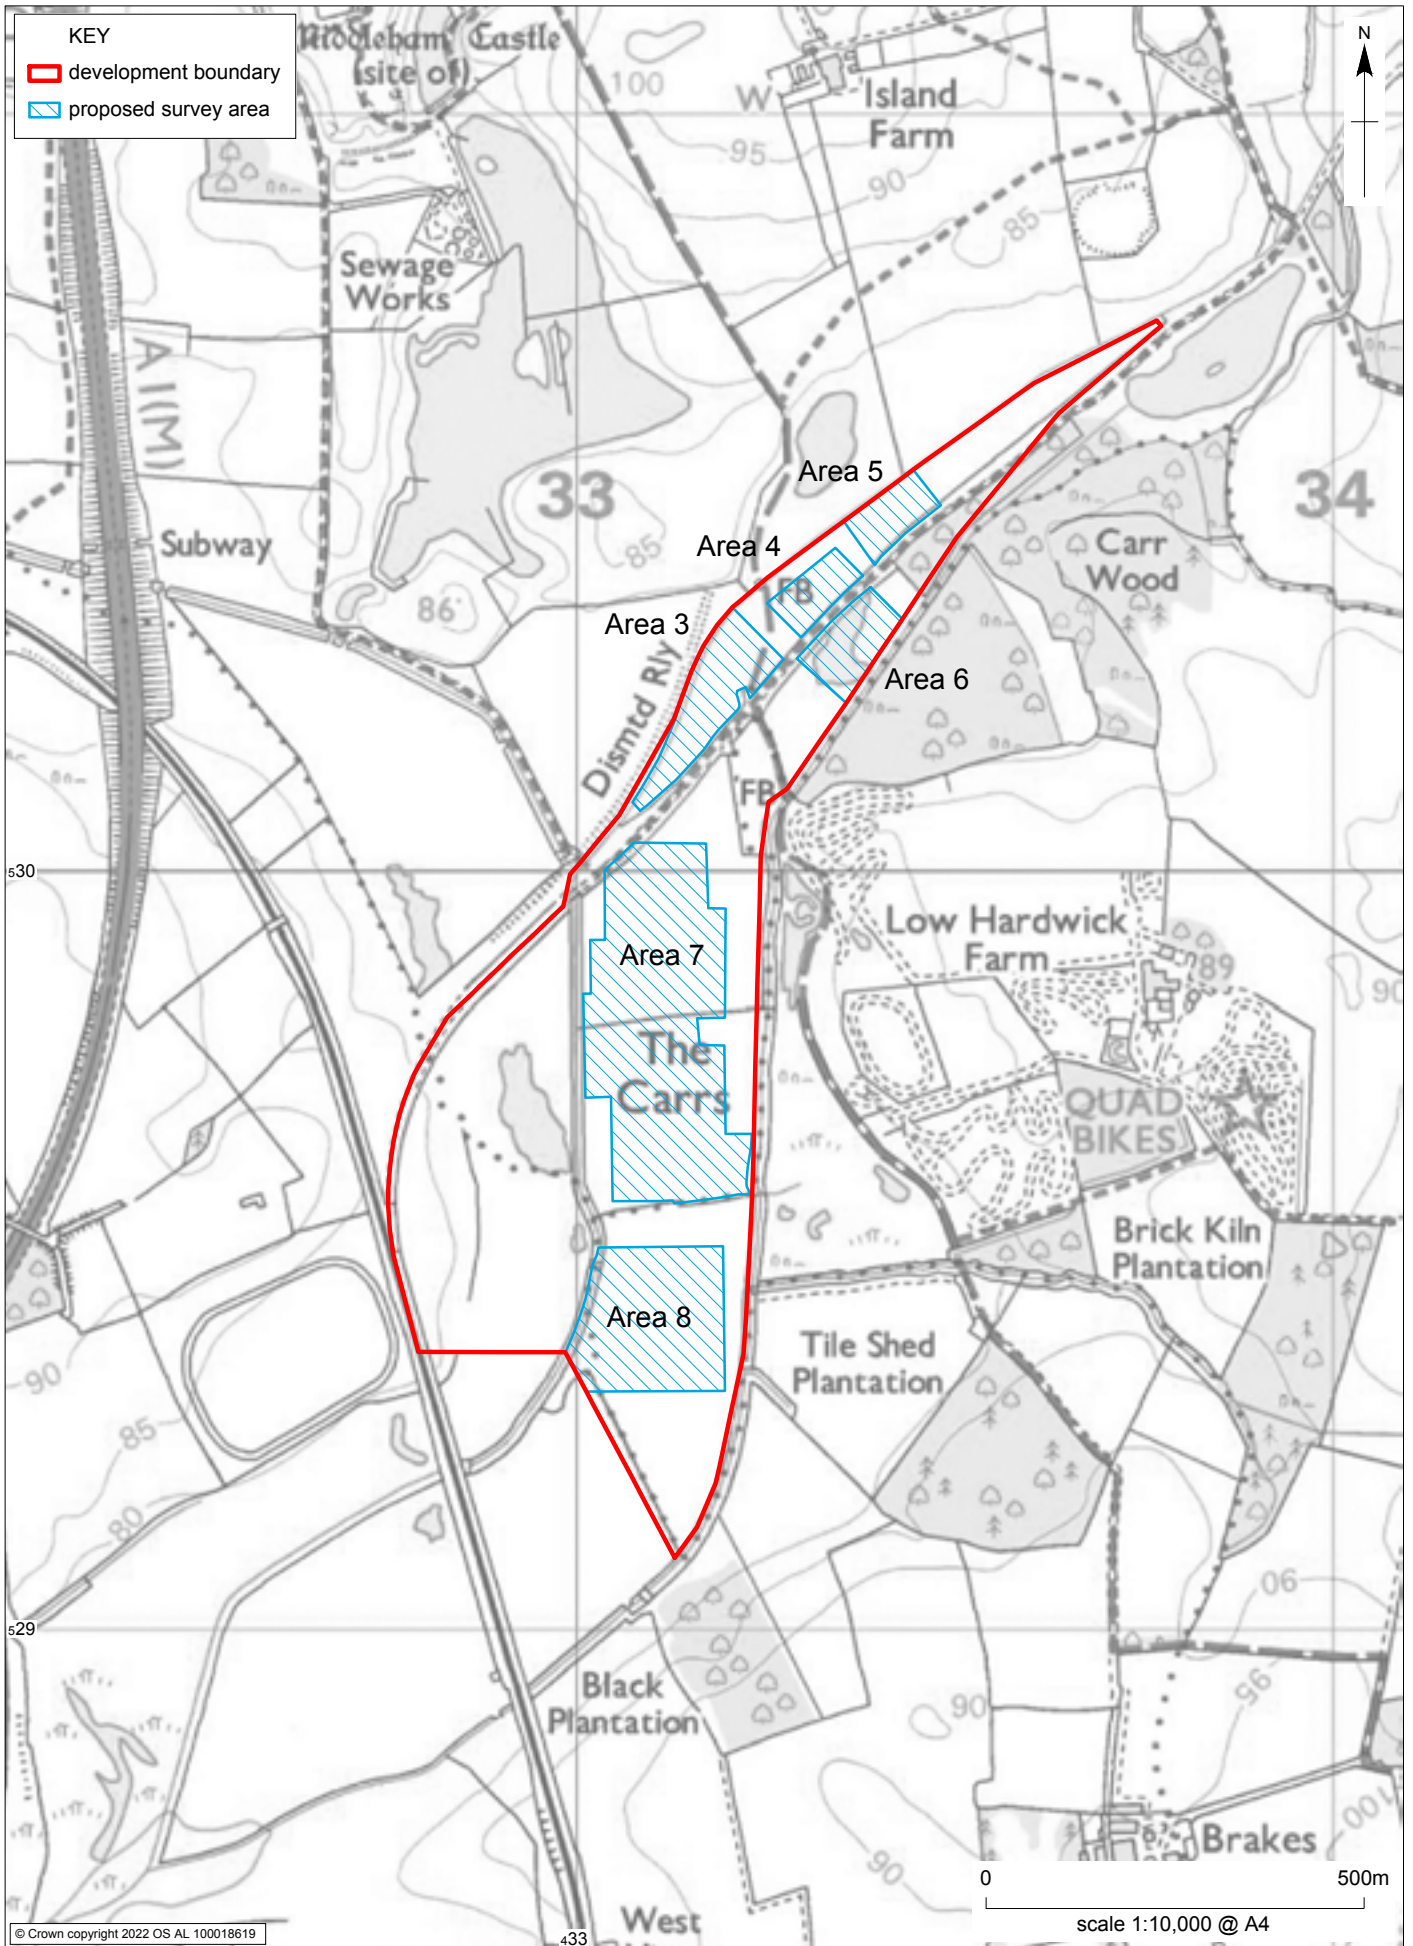 KEY
development boundary
proposed survey area
N
Middleham Castle
(site of)
100
W
Island
Farm
95
90
85
Sewage
Works
A1(M)
33
34
Area 5
Subway
85
Area 4
Carr
Wood
86
FB
Area 3
Dismtd Rly
Area 6
FB
530
Low Hardwick
Farm
89
90
Area 7
The
Carrs
QUAD
BIKES
Brick Kiln
Plantation
Area 8
Tile Shed
Plantation
90
85
80
529
90
95
Black
Plantation
90
100
Brakes
90
0 500m
scale 1:10,000 @ A4
West
433
© Crown copyright 2022 OS AL 100018619